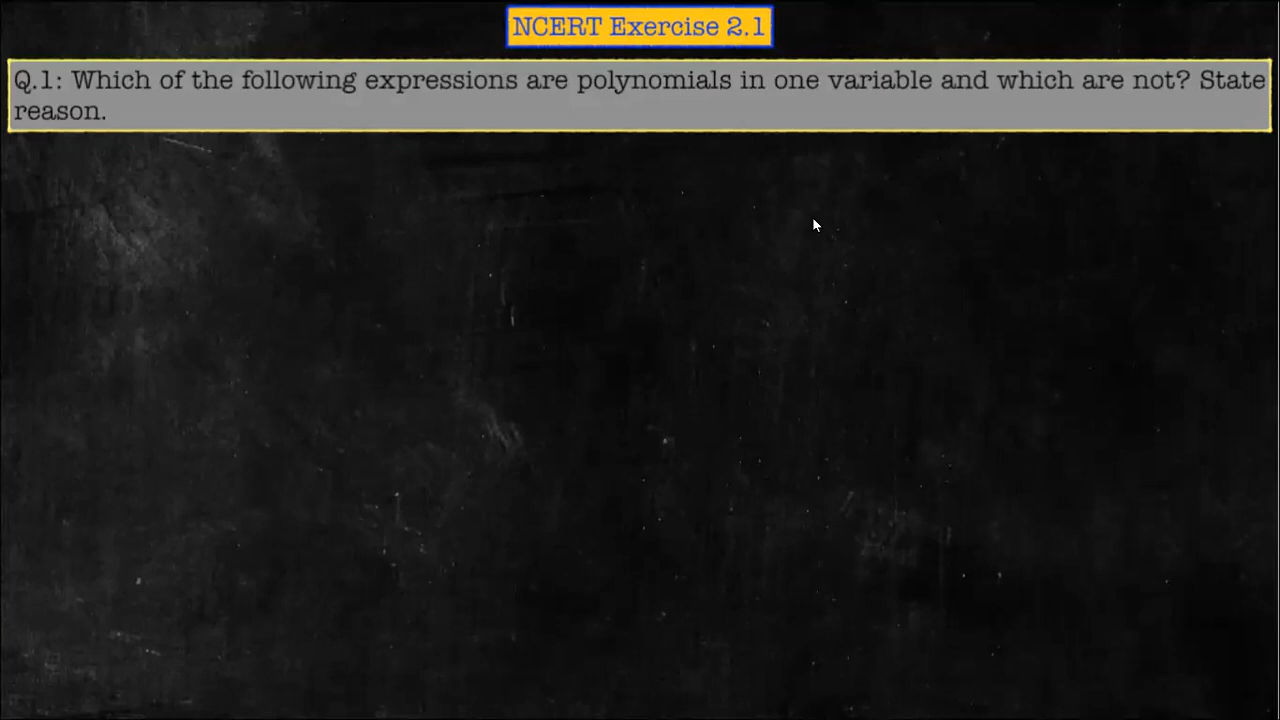 NCERT Exercise 2.1
Q.1: Which of the following expressions are polynomials in one variable and which are not? State
reason.